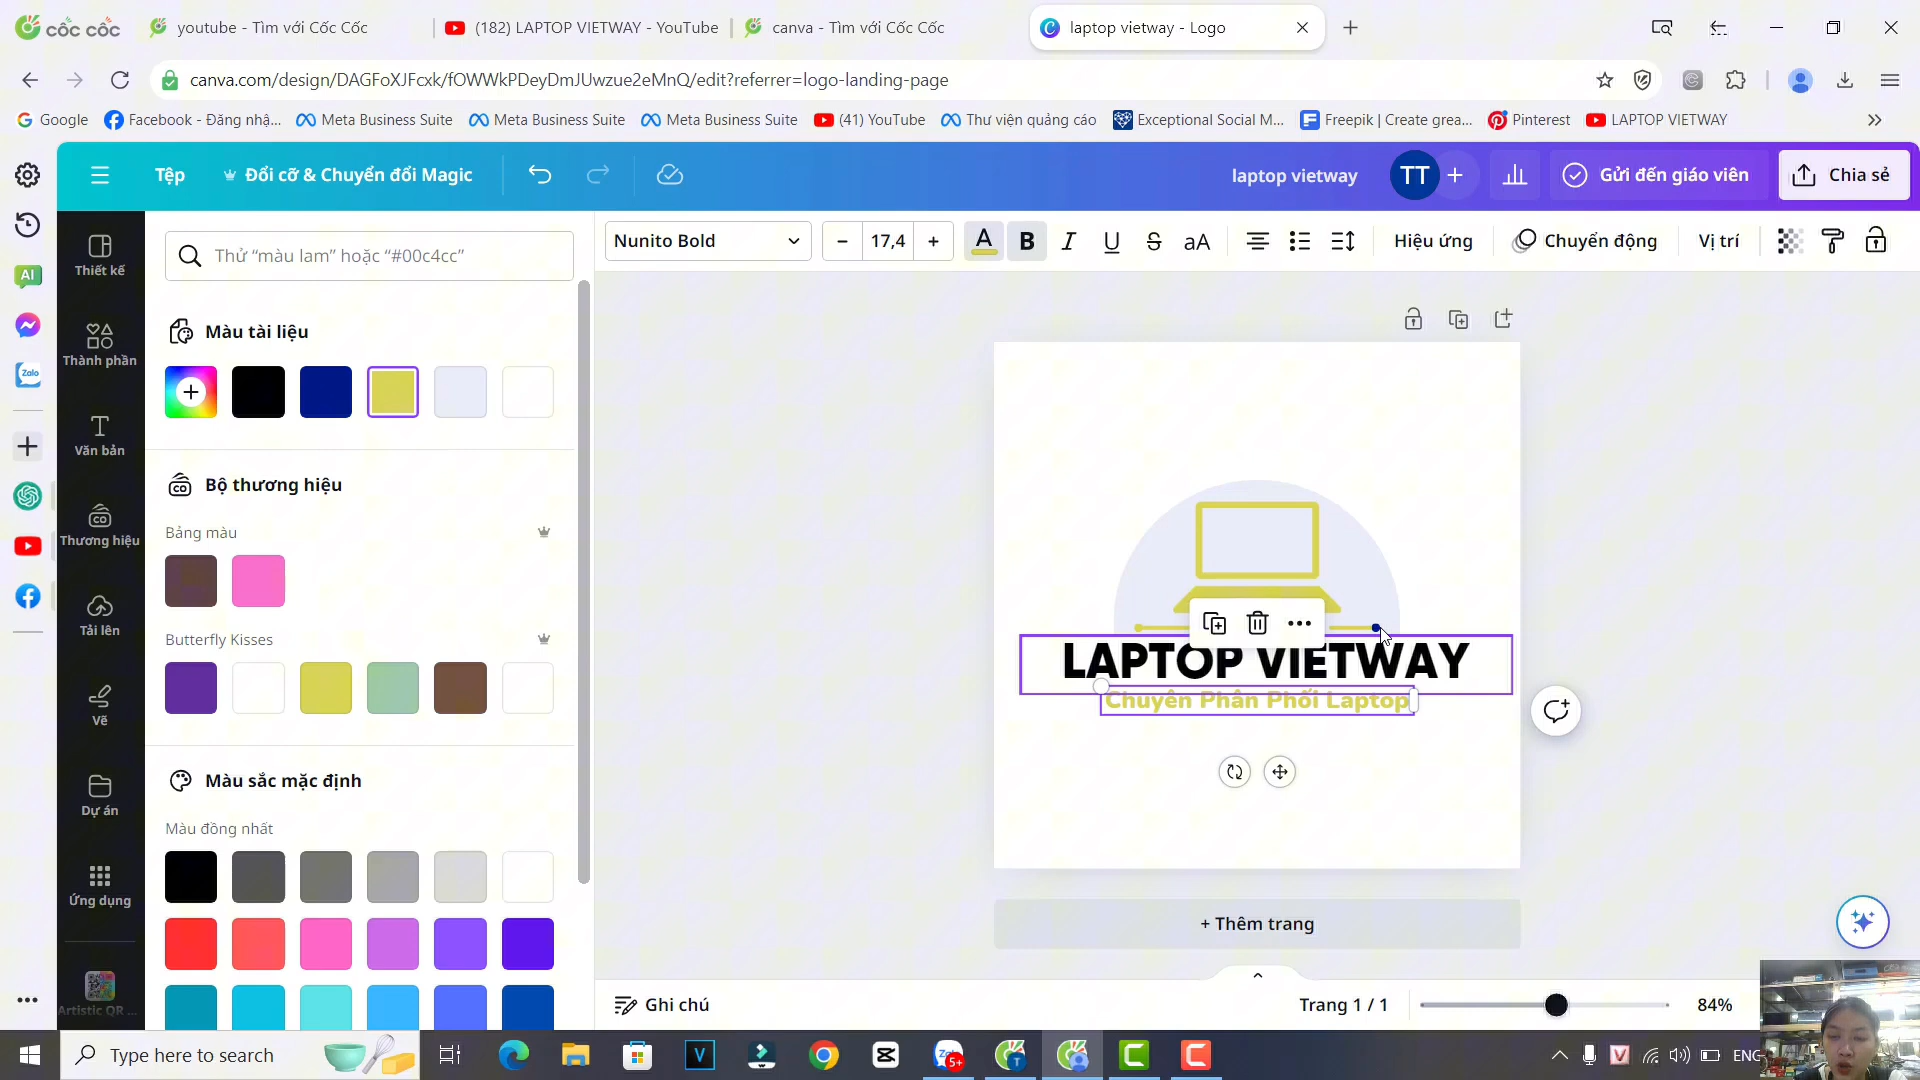 cốc cốc
youtube - Tìm với Cốc Cốc
(182) LAPTOP VIETWAY - YouTube
canva - Tìm với Cốc Cốc
laptop vietway - Logo
canva.com/design/DAGFoXJFcxk/fOWWkPDeyDmJUwzue2eMnQ/edit?referrer=logo-landing-page
Google
Facebook - Đăng nhậ...
Meta Business Suite
Meta Business Suite
Meta Business Suite
(41) YouTube
Thư viện quảng cáo
Exceptional Social M...
Freepik | Create grea...
Pinterest
LAPTOP VIETWAY
Tệp
Đổi cỡ & Chuyển đổi Magic
laptop vietway
TT
Gửi đến giáo viên
Chia sẻ
Nunito Bold
17,4
A
B
I
U
S
aA
Hiệu ứng
Chuyển động
Vị trí
AI
Zalo
Thiết kế
Thành phần
Văn bản
Thương hiệu
Tải lên
Vẽ
Dự án
Ứng dụng
Artistic QR ...
Thử “màu lam” hoặc “#00c4cc”
Màu tài liệu
Bộ thương hiệu
Bảng màu
Butterfly Kisses
Màu sắc mặc định
Màu đồng nhất
LAPTOP VIETWAY
Chuyên Phân Phối Laptop
+ Thêm trang
Ghi chú
Trang 1 / 1
84%
Type here to search
5+
ENG